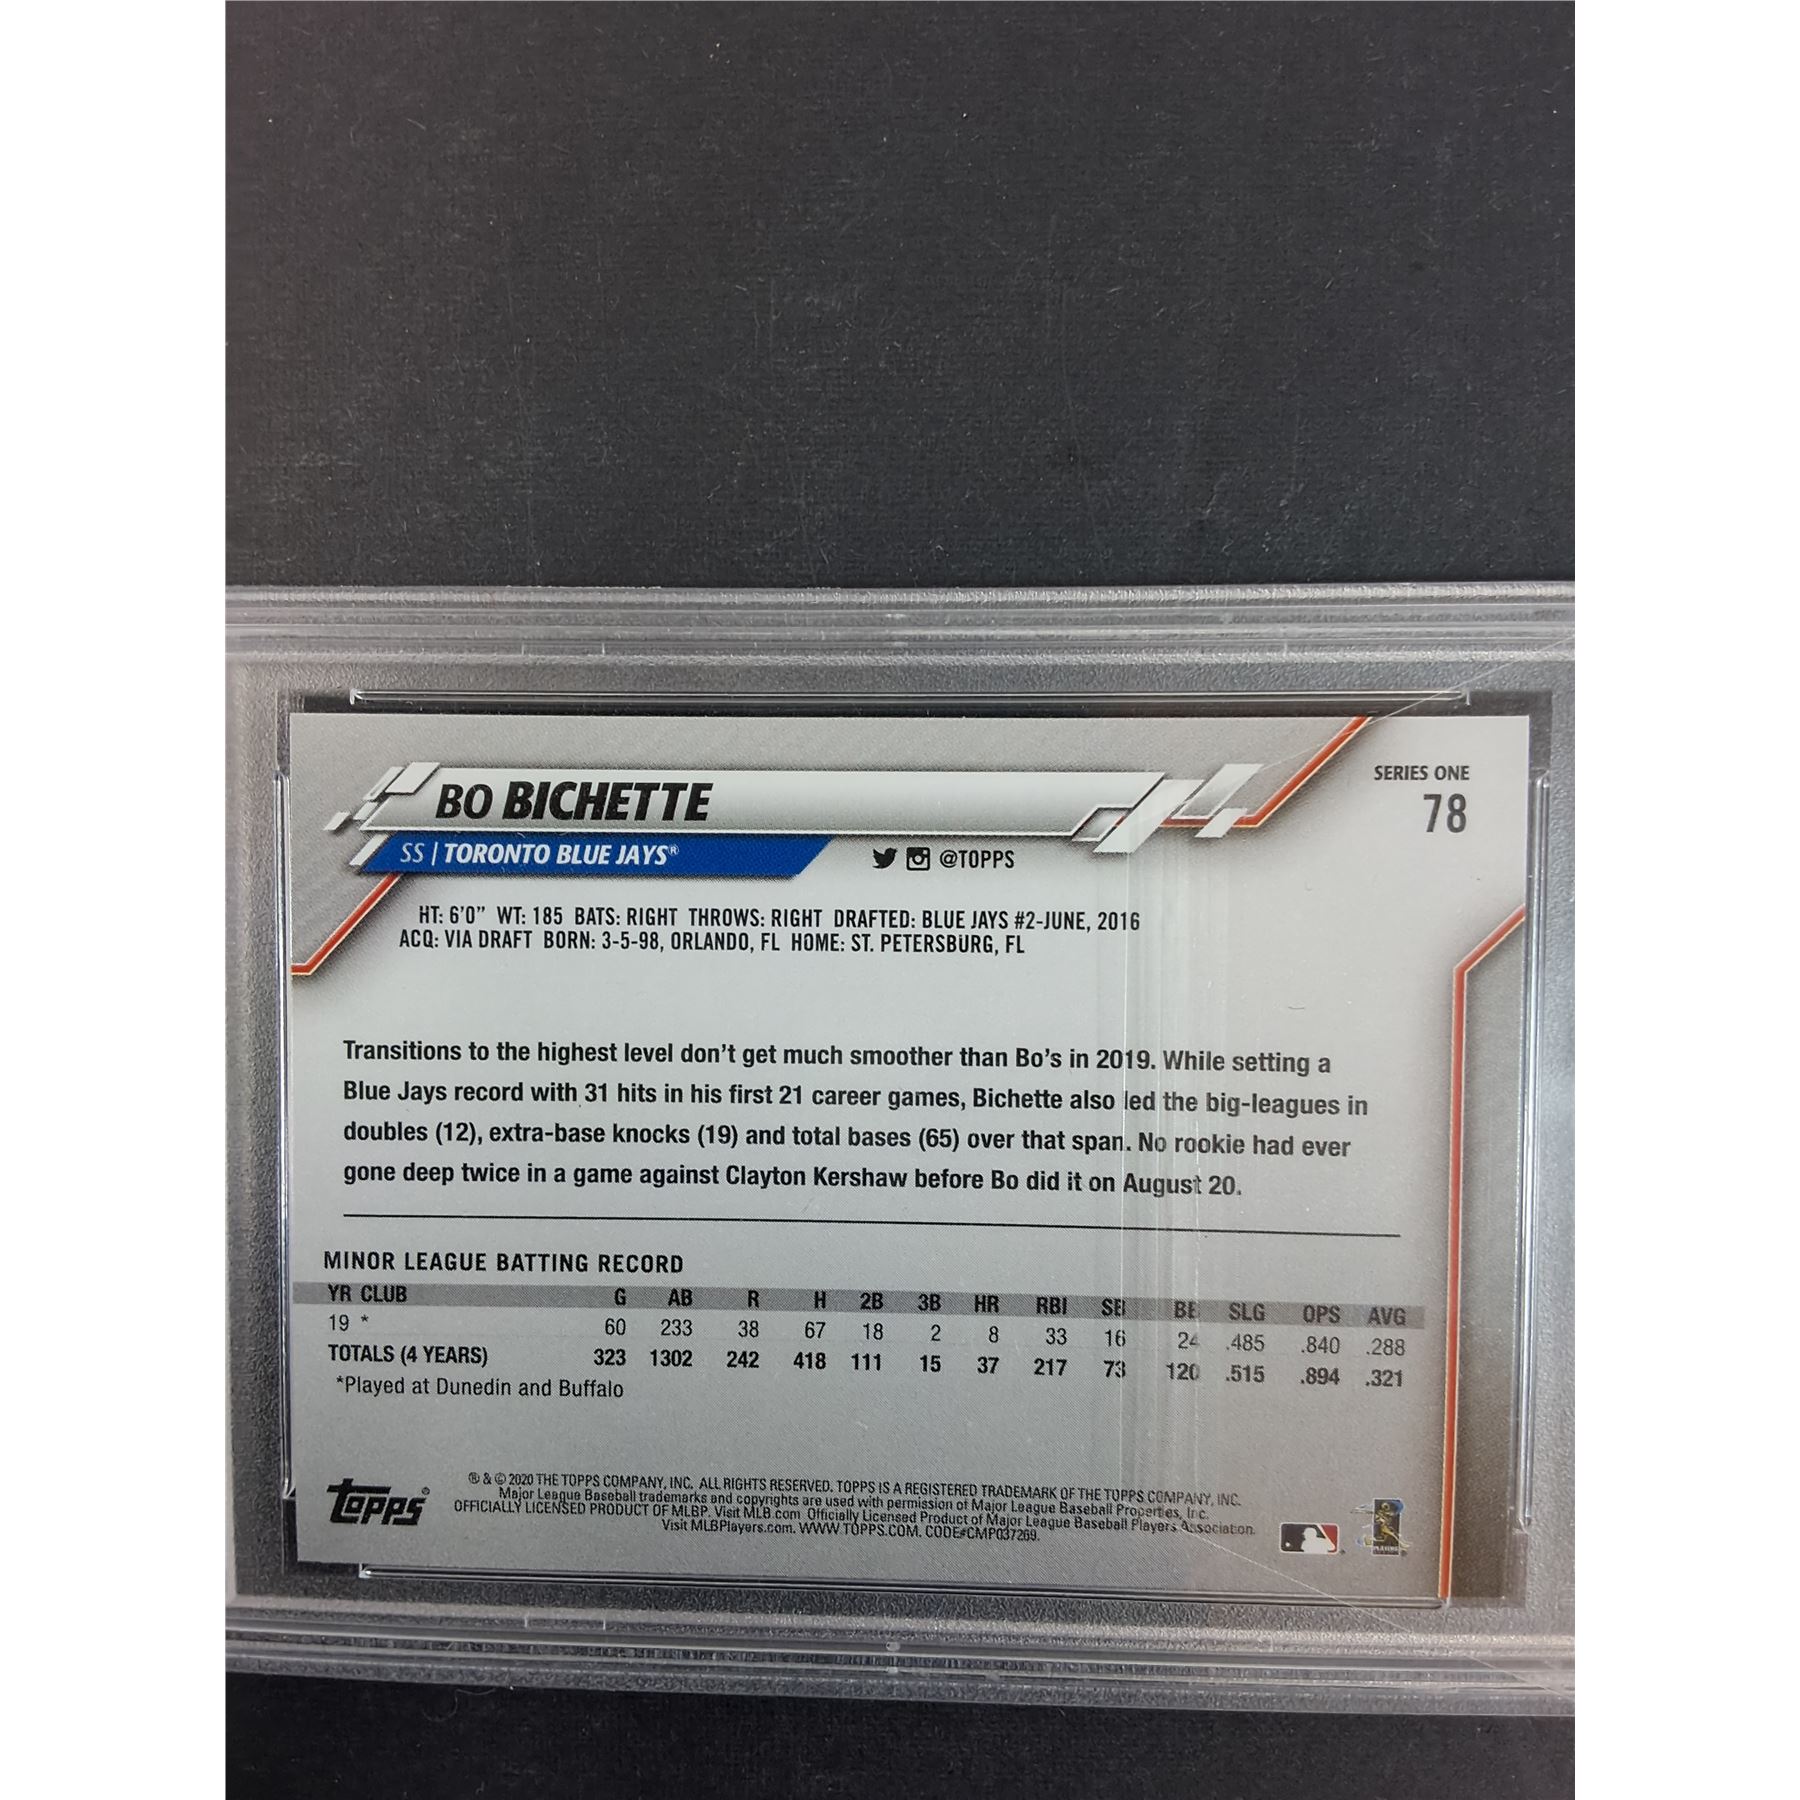 BO BICHETTE
SERIES ONE
78
SS | TORONTO BLUE JAYS®
@TOPPS
HT: 6'0" WT: 185 BATS: RIGHT THROWS: RIGHT DRAFTED: BLUE JAYS #2-JUNE, 2016
ACQ: VIA DRAFT BORN: 3-5-98, ORLANDO, FL HOME: ST. PETERSBURG, FL
Transitions to the highest level don't get much smoother than Bo's in 2019. While setting a
Blue Jays record with 31 hits in his first 21 career games, Bichette also led the big-leagues in
doubles (12), extra-base knocks (19) and total bases (65) over that span. No rookie had ever
gone deep twice in a game against Clayton Kershaw before Bo did it on August 20.
MINOR LEAGUE BATTING RECORD
YR CLUB G AB R H 2B 3B HR RBI SB BB SLG OPS AVG
19 * 60 233 38 67 18 2 8 33 16 24 .485 .840 .288
TOTALS (4 YEARS) 323 1302 242 418 111 15 37 217 73 120 .515 .894 .321
*Played at Dunedin and Buffalo
topps®
® & © 2020 THE TOPPS COMPANY, INC. ALL RIGHTS RESERVED. TOPPS IS A REGISTERED TRADEMARK OF THE TOPPS COMPANY, INC.
Major League Baseball trademarks and copyrights are used with permission of Major League Baseball Properties, Inc.
OFFICIALLY LICENSED PRODUCT OF MLBP. Visit MLB.com Officially Licensed Product of Major League Baseball Players Association.
Visit MLBPlayers.com. WWW.TOPPS.COM. CODE#CMP037269.